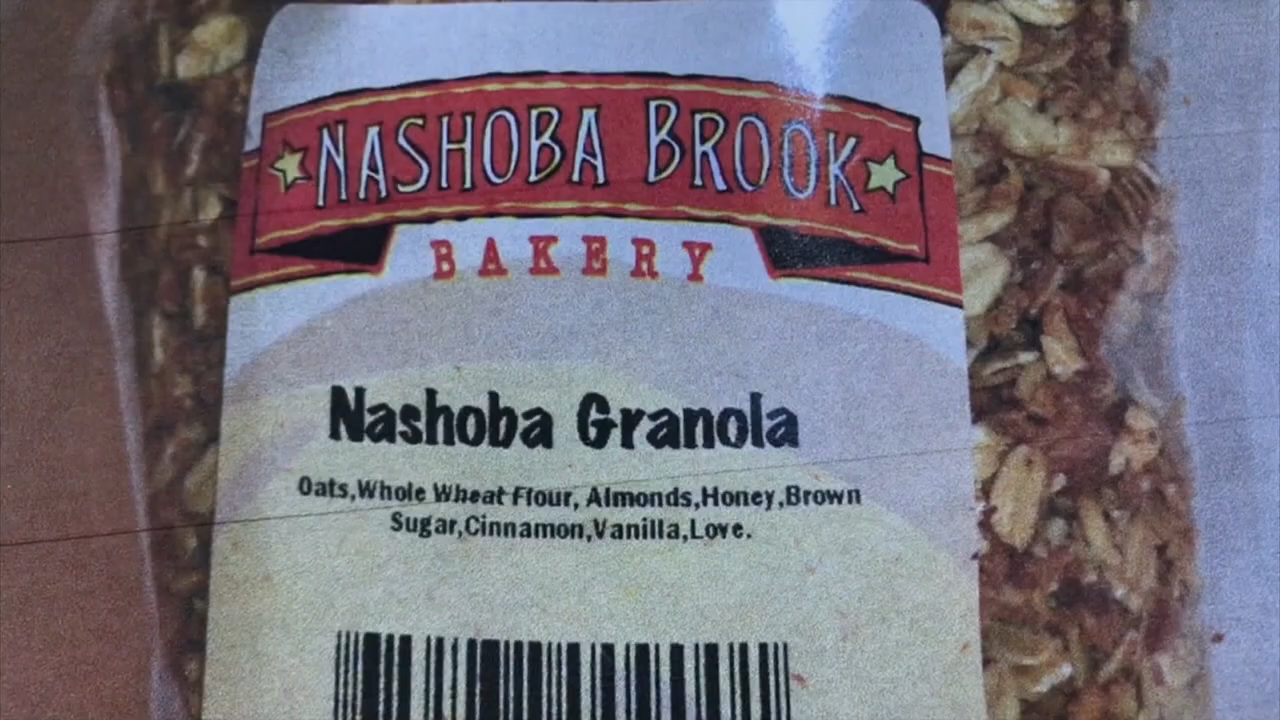 NASHOBA BROOK
BAKERY
Nashoba Granola
Oats,Whole Wheat Flour, Almonds,Honey,Brown
Sugar,Cinnamon,Vanilla,Love.